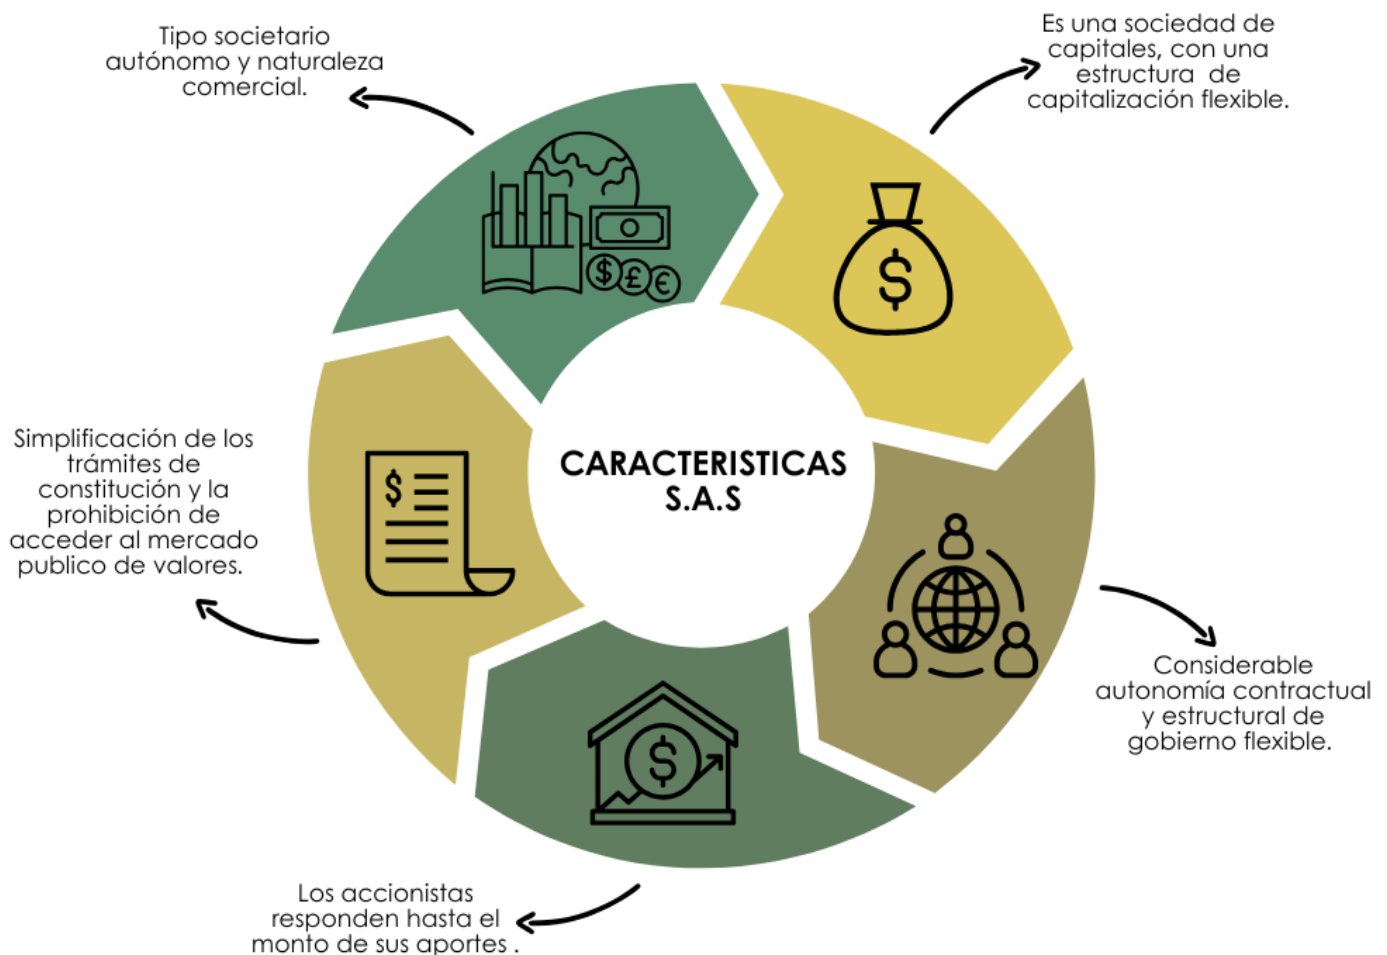 Tipo societario
autónomo y naturaleza
comercial.
Es una sociedad de
capitales, con una
estructura de
capitalización flexible.
$
$
£
€
CARACTERISTICAS
S.A.S
Simplificación de los
trámites de
constitución y la
prohibición de
acceder al mercado
publico de valores.
$
Considerable
autonomía contractual
y estructural de
gobierno flexible.
$
Los accionistas
responden hasta el
monto de sus aportes .